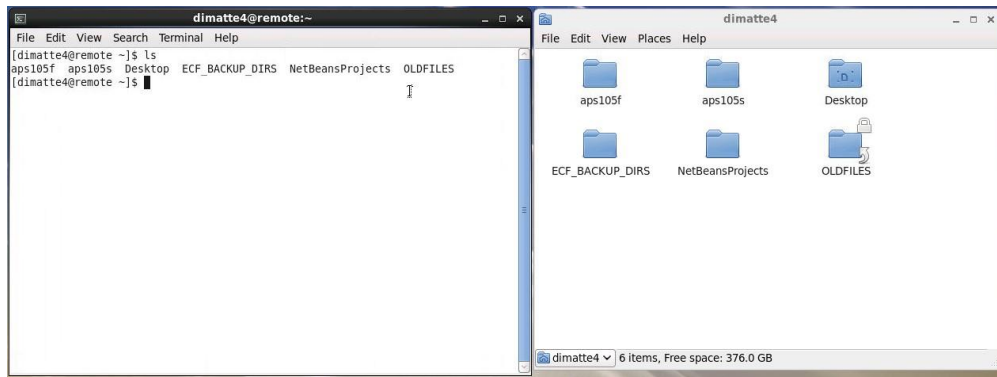 dimatte4@remote:~
File Edit View Search Terminal Help
[dimatte4@remote ~]$ ls
aps105f aps105s Desktop ECF_BACKUP_DIRS NetBeansProjects OLDFILES
[dimatte4@remote ~]$
dimatte4
File Edit View Places Help
aps105f aps105s Desktop
ECF_BACKUP_DIRS NetBeansProjects OLDFILES
dimatte4 6 items, Free space: 376.0 GB